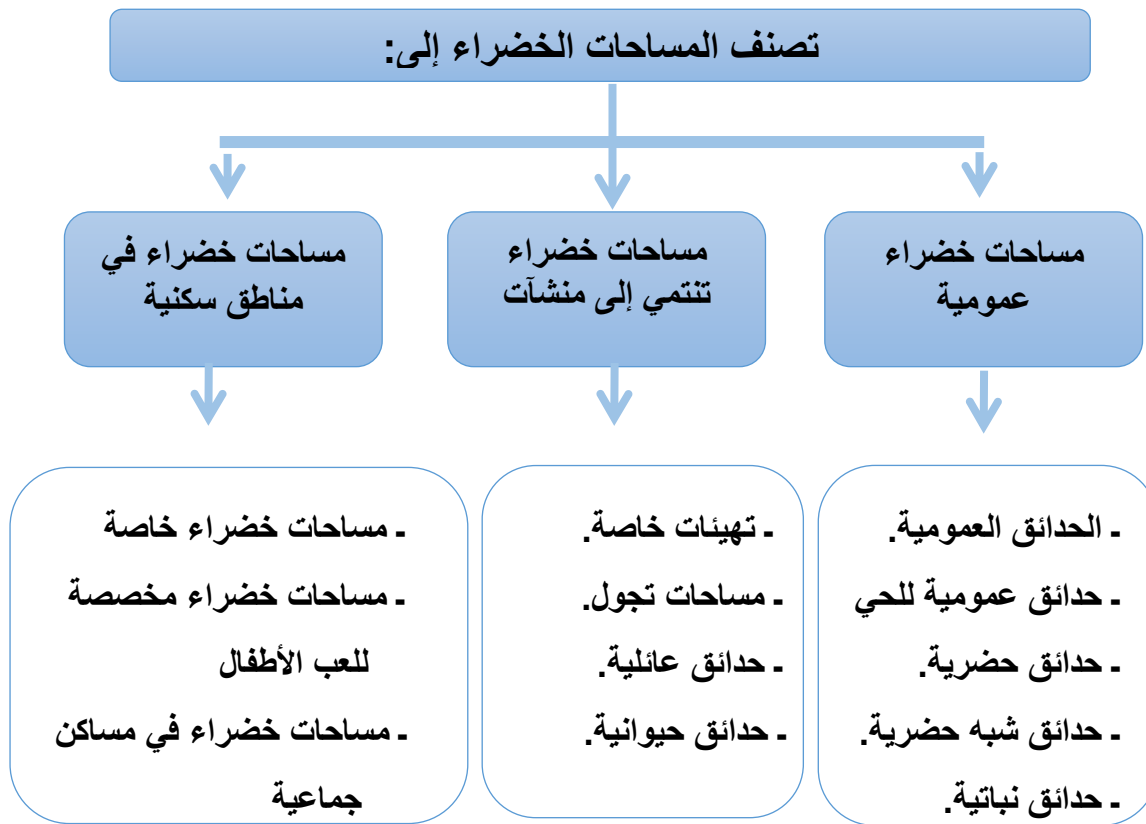 تصنف المساحات الخضراء إلى:
مساحات خضراء
عمومية
مساحات خضراء
تنتمي إلى منشآت
مساحات خضراء في
مناطق سكنية
ـ الحدائق العمومية.
ـ حدائق عمومية للحي
ـ حدائق حضرية.
ـ حدائق شبه حضرية.
ـ حدائق نباتية.
ـ تهيئات خاصة.
ـ مساحات تجول.
ـ حدائق عائلية.
ـ حدائق حيوانية.
ـ مساحات خضراء خاصة
ـ مساحات خضراء مخصصة
للعب الأطفال
ـ مساحات خضراء في مساكن
جماعية